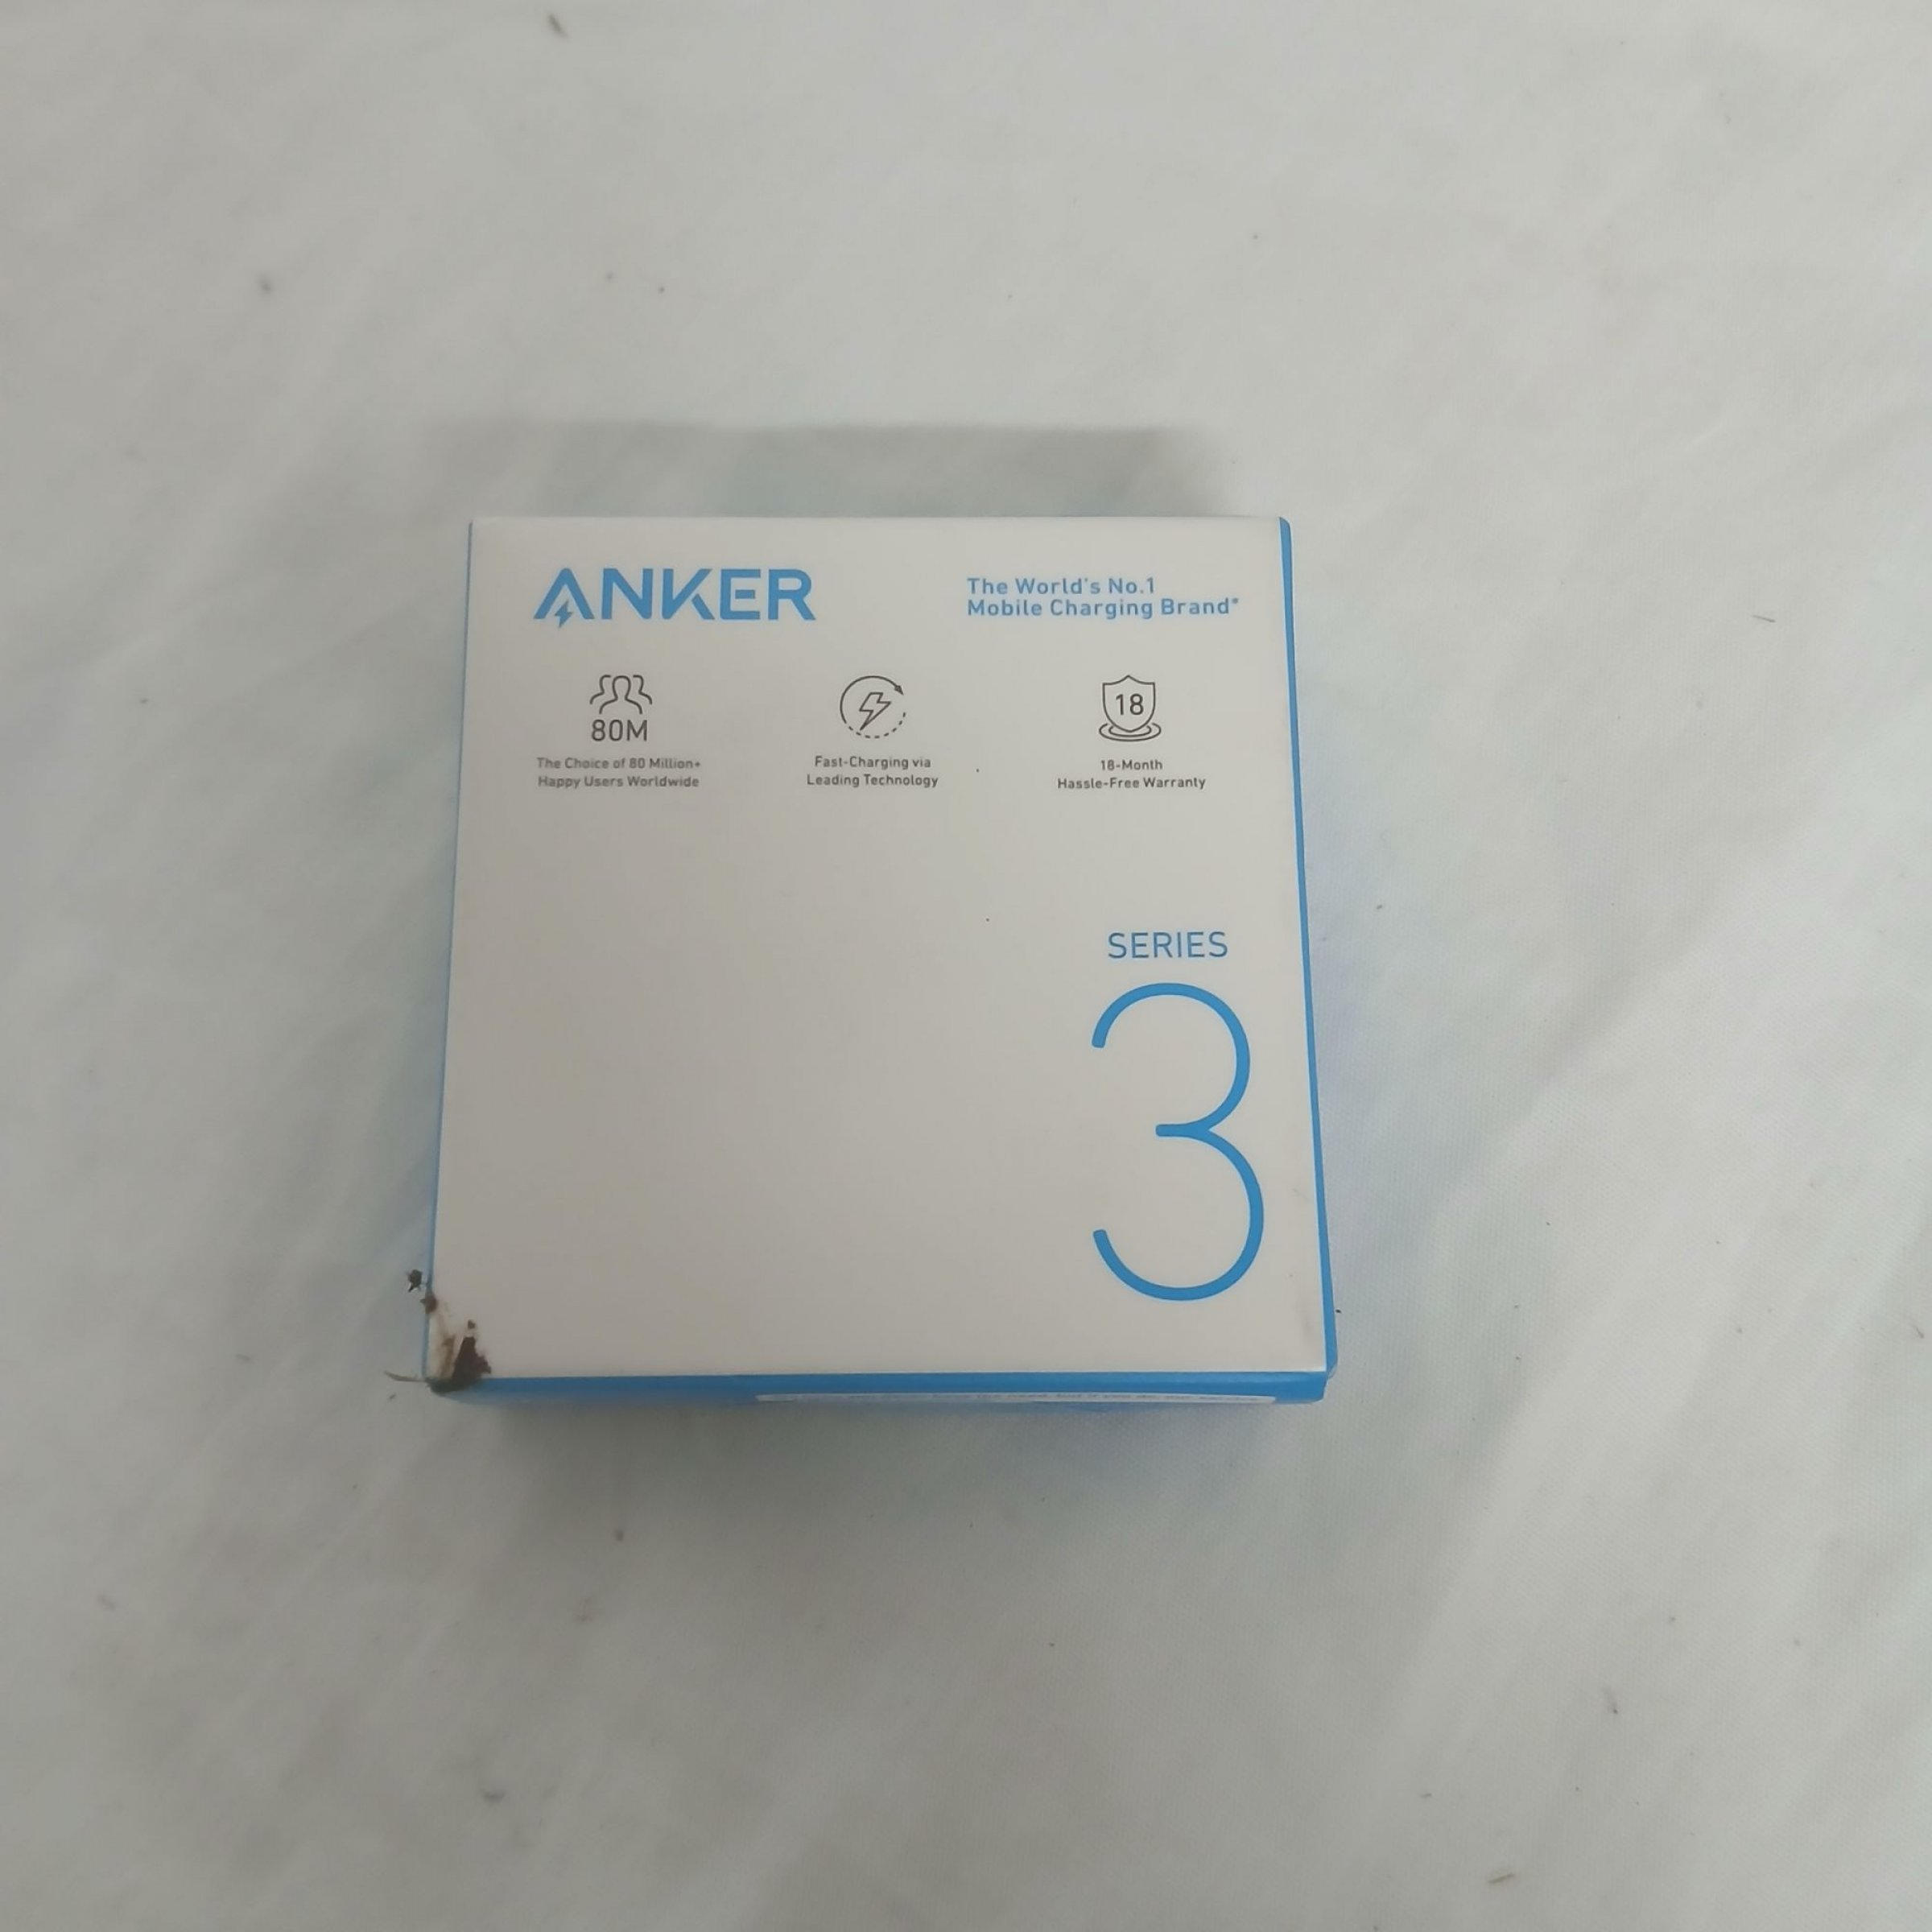 ANKER
The World's No.1
Mobile Charging Brand*
80M
The Choice of 80 Million+
Happy Users Worldwide
Fast-Charging via
Leading Technology
18
18-Month
Hassle-Free Warranty
SERIES
3